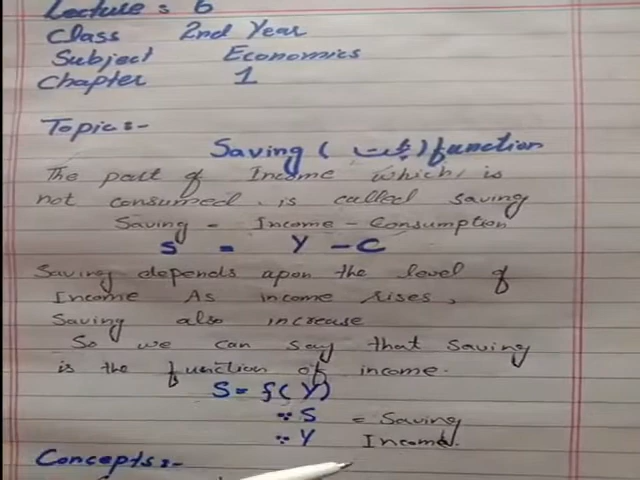 Lecture : 6
Class 2nd Year
Subject Economics
Chapter 1
Topic:-
Saving (بچت) function
The part of Income which, is
not consumed, is called saving
Saving = Income - Consumption
S = Y - C
Saving depends apon the level of
Income As income rises,
Saving also increase
So we can say that saving
is the function of income.
S = f(Y)
∵ S = Saving
∵ Y Income.
Concepts:-